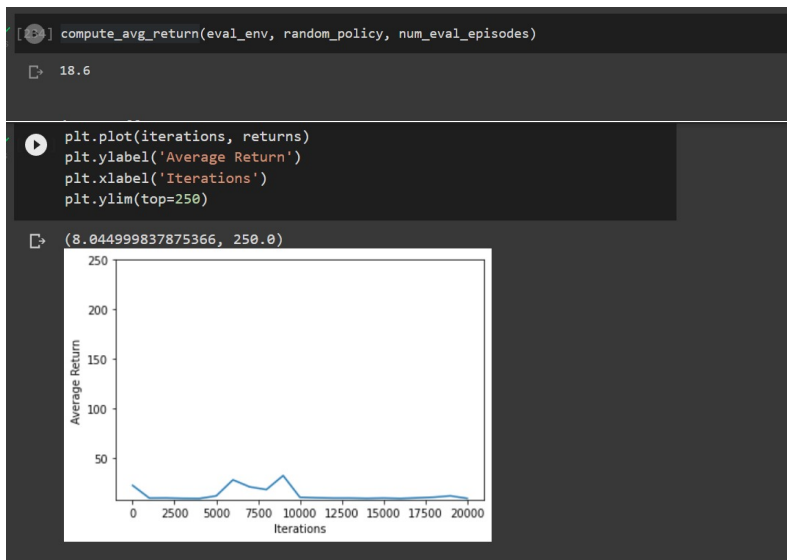 compute_avg_return(eval_env, random_policy, num_eval_episodes)
18.6
plt.plot(iterations, returns)
plt.ylabel('Average Return')
plt.xlabel('Iterations')
plt.ylim(top=250)
(8.044999837875366, 250.0)
250
200
150
100
50
Average Return
0 2500 5000 7500 10000 12500 15000 17500 20000
Iterations